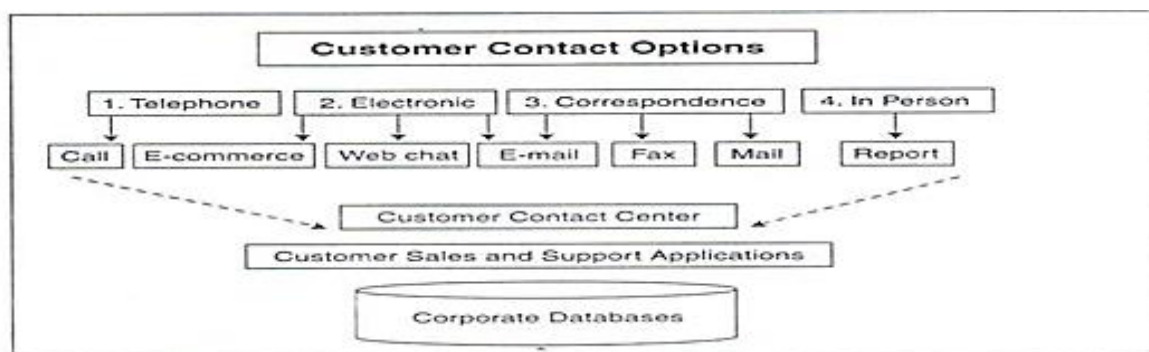 Customer Contact Options
1. Telephone 2. Electronic 3. Correspondence 4. In Person
Call E-commerce Web chat E-mail Fax Mail Report
Customer Contact Center
Customer Sales and Support Applications
Corporate Databases